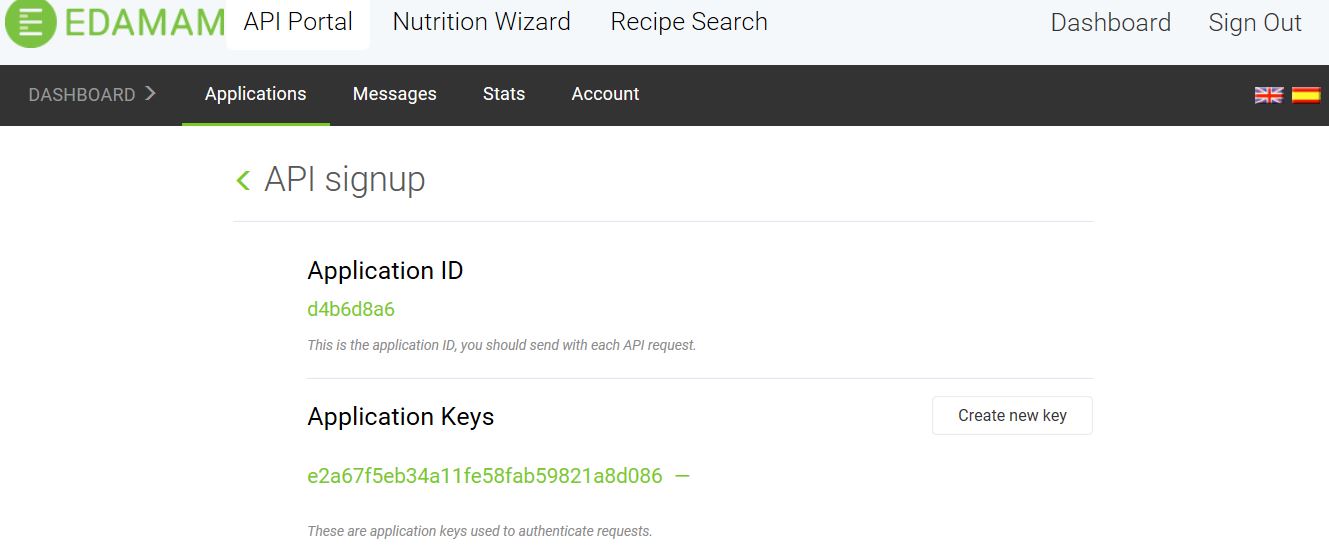 EDAMAM API Portal Nutrition Wizard Recipe Search Dashboard Sign Out
DASHBOARD > Applications Messages Stats Account
< API signup
Application ID
d4b6d8a6
This is the application ID, you should send with each API request.
Application Keys Create new key
e2a67f5eb34a11fe58fab59821a8d086 —
These are application keys used to authenticate requests.